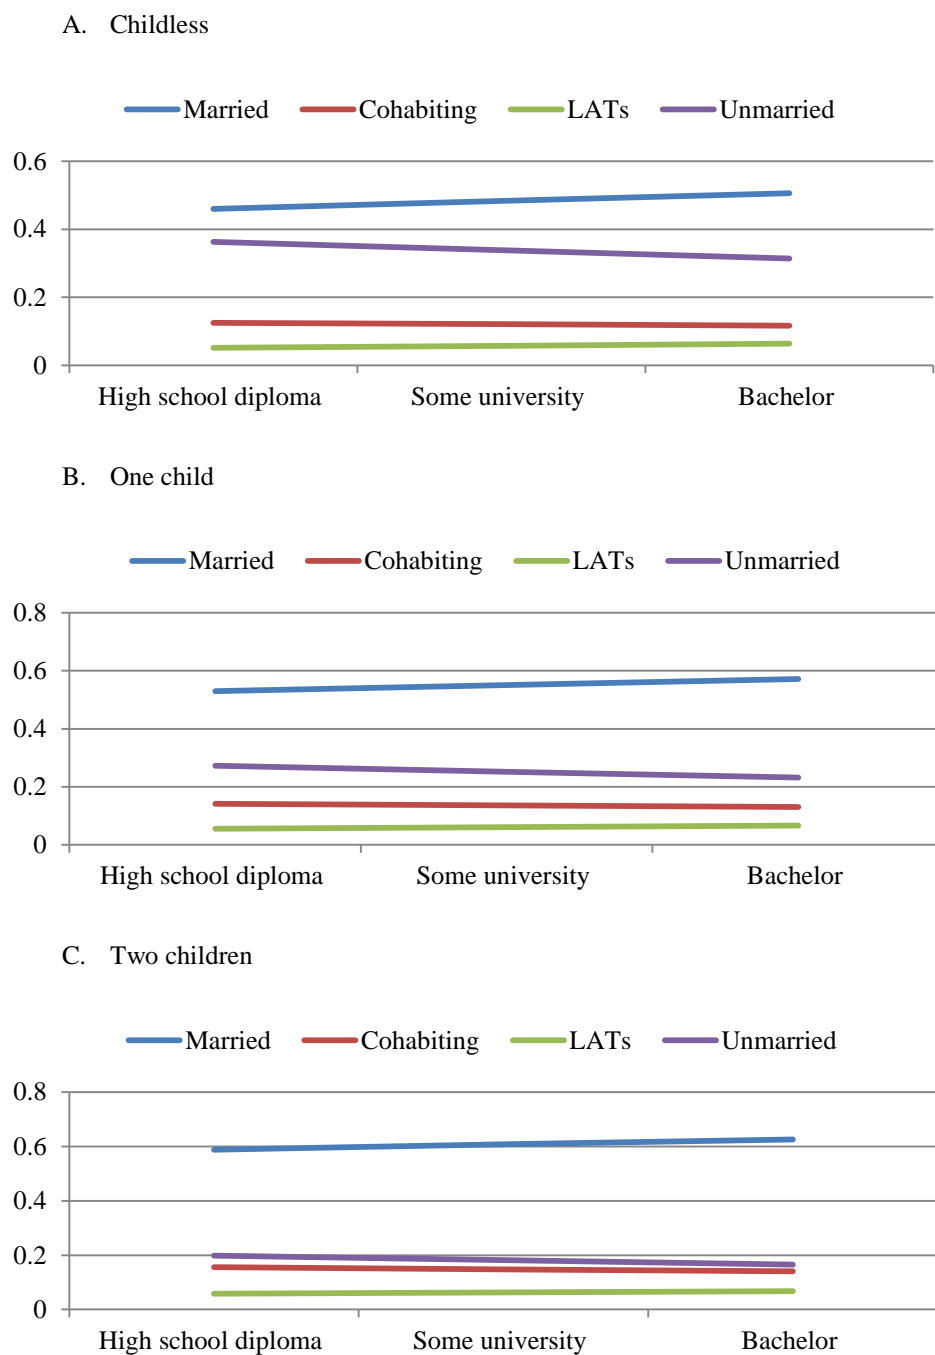 A. Childless
Married Cohabiting LATs Unmarried
0.6
0.4
0.2
0
High school diploma Some university Bachelor
B. One child
Married Cohabiting LATs Unmarried
0.8
0.6
0.4
0.2
0
High school diploma Some university Bachelor
C. Two children
Married Cohabiting LATs Unmarried
0.8
0.6
0.4
0.2
0
High school diploma Some university Bachelor